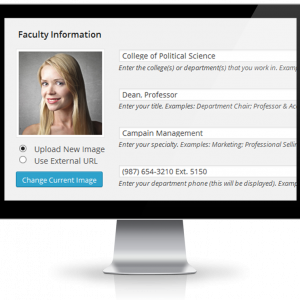 Faculty Information
College of Political Science
Enter the college(s) or department(s) that you work in. Examp
Dean, Professor
Enter your title. Examples: Department Chair; Professor & Ac
Upload New Image
Use External URL
Campain Management
Enter your specialty. Examples: Marketing: Professional Sellin
(987) 654-3210 Ext. 5150
Change Current Image
Enter your department phone (this will be displayed). Examp